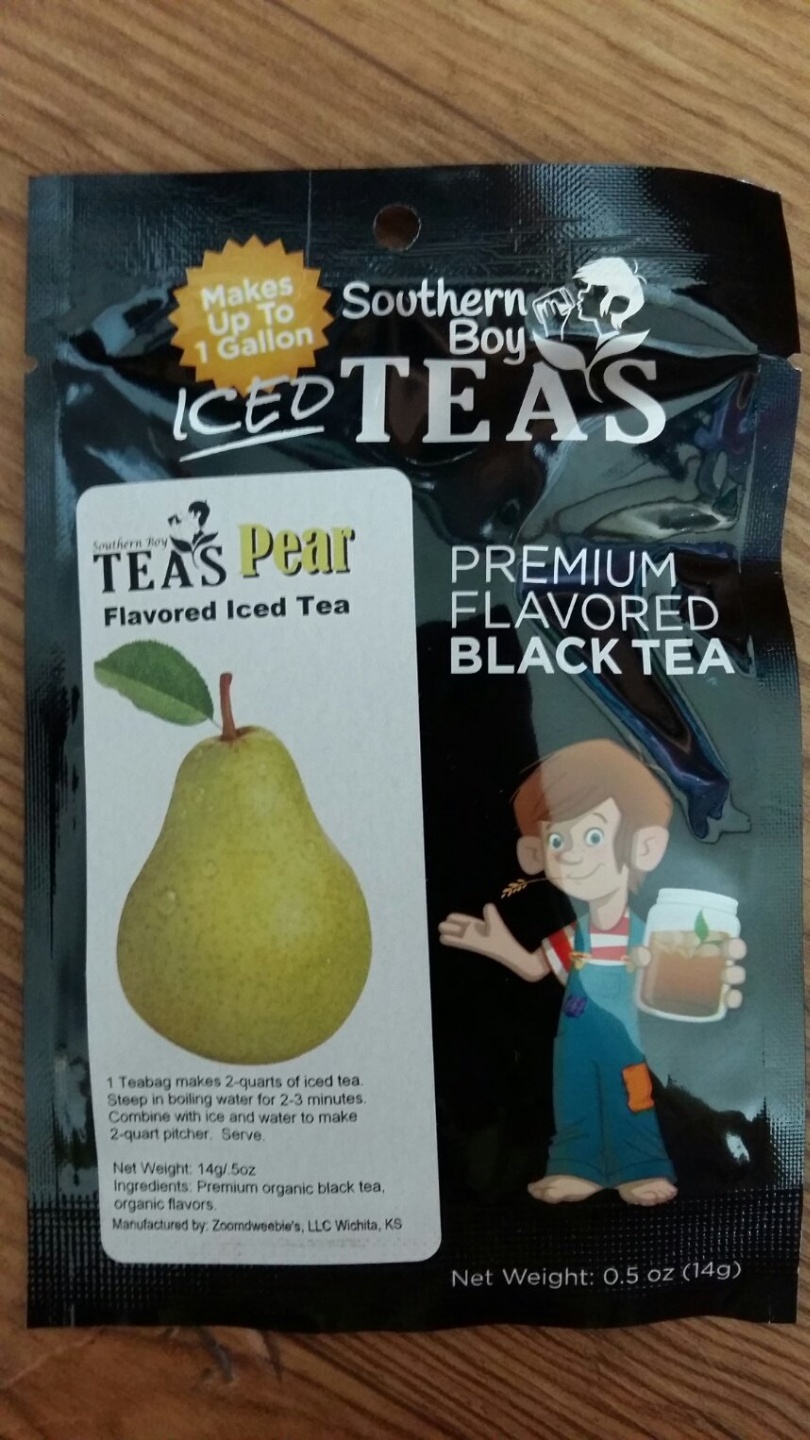 Makes
Up To
1 Gallon
Southern
Boy
ICED TEAS
Southern Boy
TEAS Pear
Flavored Iced Tea
PREMIUM
FLAVORED
BLACK TEA
1 Teabag makes 2-quarts of iced tea.
Steep in boiling water for 2-3 minutes.
Combine with ice and water to make
2-quart pitcher. Serve.
Net Weight: 14g/.5oz
Ingredients: Premium organic black tea,
organic flavors.
Manufactured by: Zoomdweebie's, LLC Wichita, KS
Net Weight: 0.5 oz (14g)